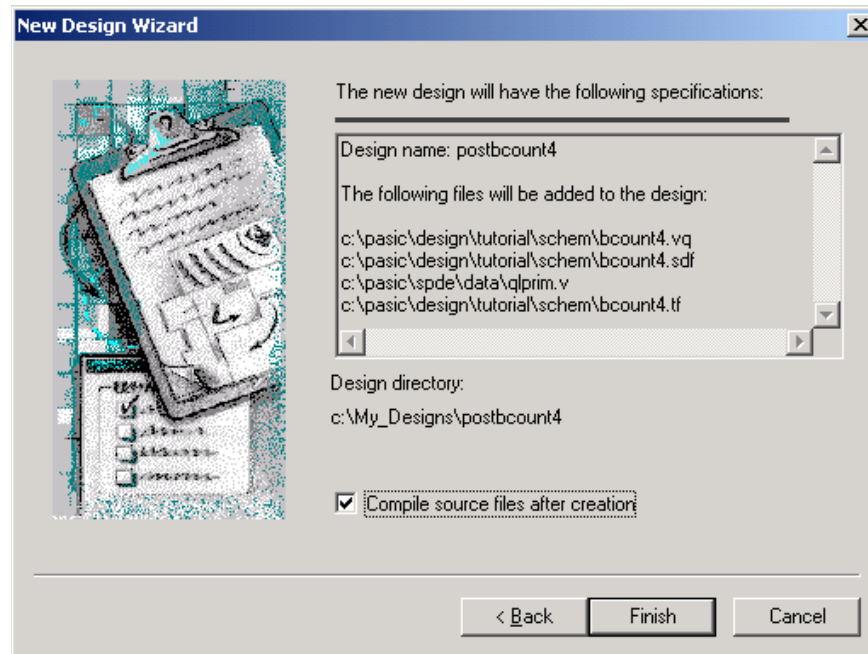 New Design Wizard
The new design will have the following specifications:
Design name: postbcount4
The following files will be added to the design:
c:\pasic\design\tutorial\schem\bcount4.vq
c:\pasic\design\tutorial\schem\bcount4.sdf
c:\pasic\spde\data\qlprim.v
c:\pasic\design\tutorial\schem\bcount4.tf
Design directory:
c:\My_Designs\postbcount4
Compile source files after creation
< Back Finish Cancel